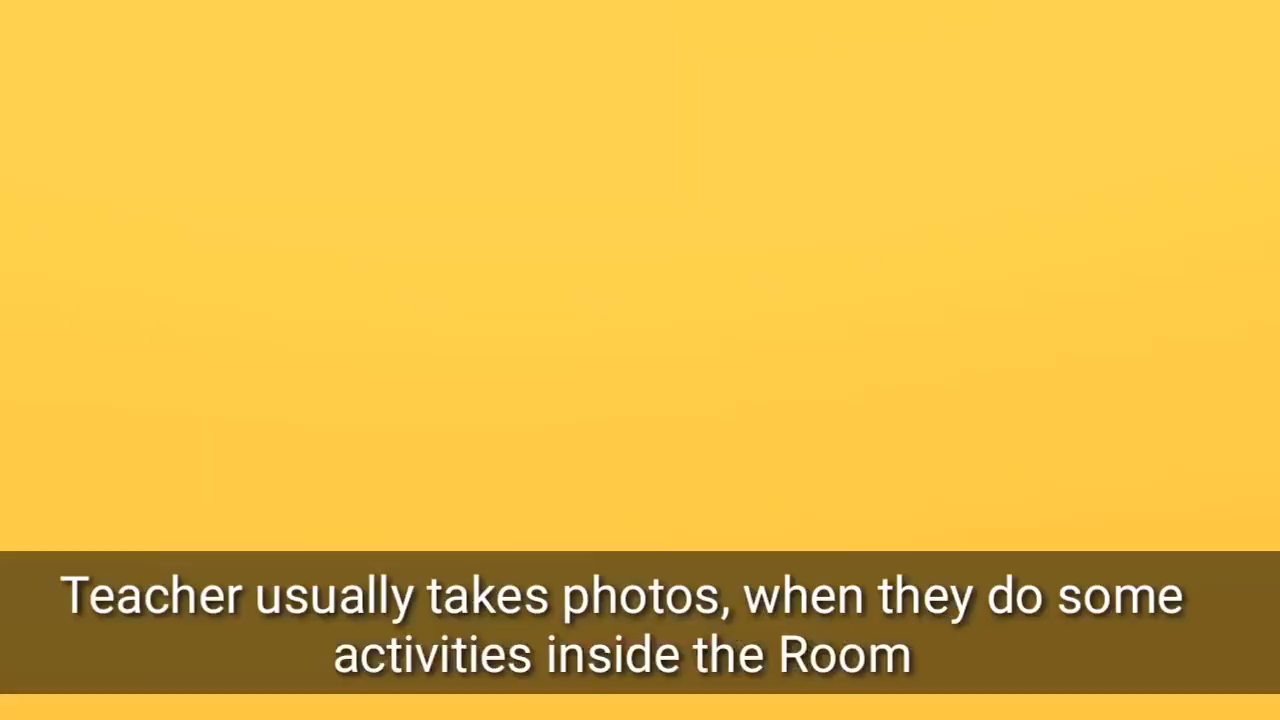 Teacher usually takes photos, when they do some
activities inside the Room